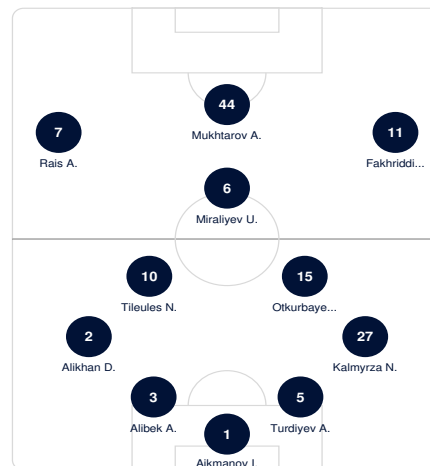 44
Mukhtarov A.
7
Rais A.
11
Fakhriddi...
6
Miraliyev U.
10
Tileules N.
15
Otkurbaye...
2
Alikhan D.
27
Kalmyrza N.
3
Alibek A.
5
Turdiyev A.
1
Aikmanov I.